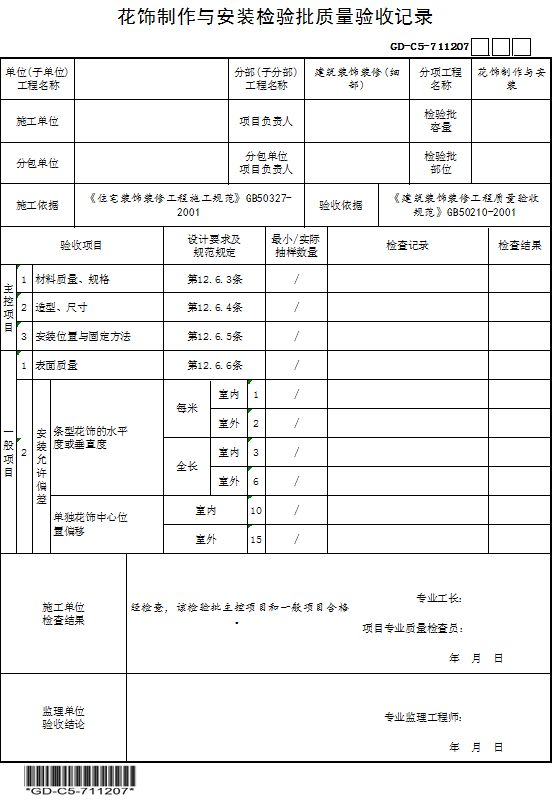 花饰制作与安装检验批质量验收记录
GD-C5-711207
单位(子单位)
工程名称
分部(子分部)
工程名称
建筑装饰装修(细
部)
分项工程
名称
花饰制作与安
装
施工单位
项目负责人
检验批
容量
分包单位
分包单位
项目负责人
检验批
部位
施工依据
《住宅装饰装修工程施工规范》GB50327-
2001
验收依据
《建筑装饰装修工程质量验收
规范》GB50210-2001
验收项目
设计要求及
规范规定
最小/实际
抽样数量
检查记录
检查结果
主控项目
1
材料质量、规格
第12.6.3条
/
2
造型、尺寸
第12.6.4条
/
3
安装位置与固定方法
第12.6.5条
/
一般项目
1
表面质量
第12.6.6条
/
2
安装允许偏差
条型花饰的水平
度或垂直度
每米
室内
1
/
室外
2
/
全长
室内
3
/
室外
6
/
单独花饰中心位
置偏移
室内
10
/
室外
15
/
施工单位
检查结果
经检查，该检验批主控项目和一般项目合格
.
专业工长：
项目专业质量检查员：
年 月 日
监理单位
验收结论
专业监理工程师：
年 月 日
*GD-C5-711207*